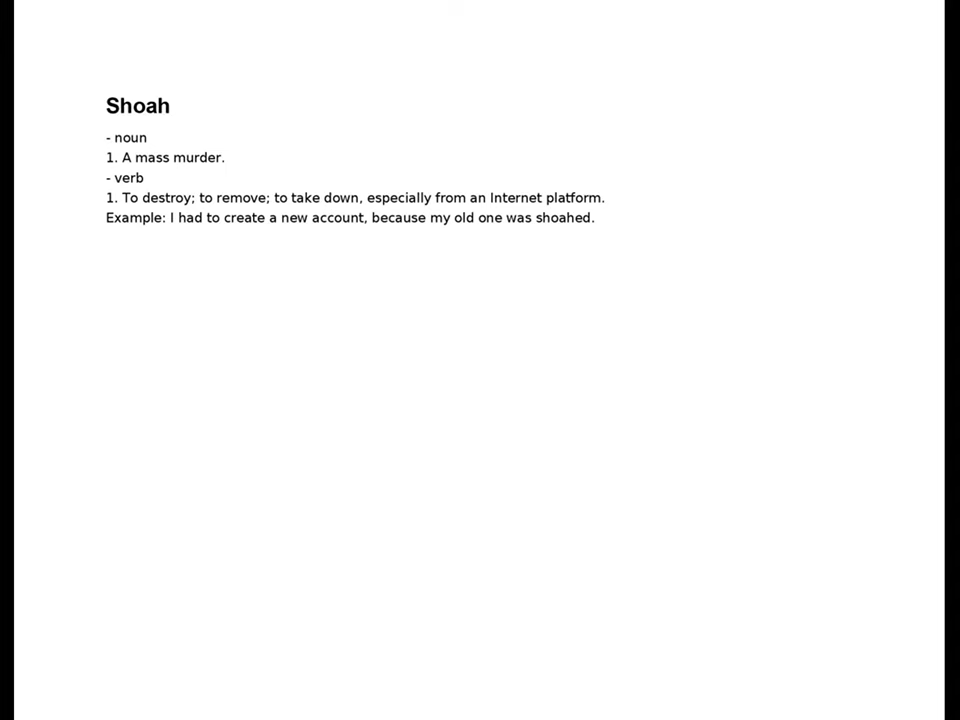 Shoah
- noun
1. A mass murder.
- verb
1. To destroy; to remove; to take down, especially from an Internet platform.
Example: I had to create a new account, because my old one was shoahed.